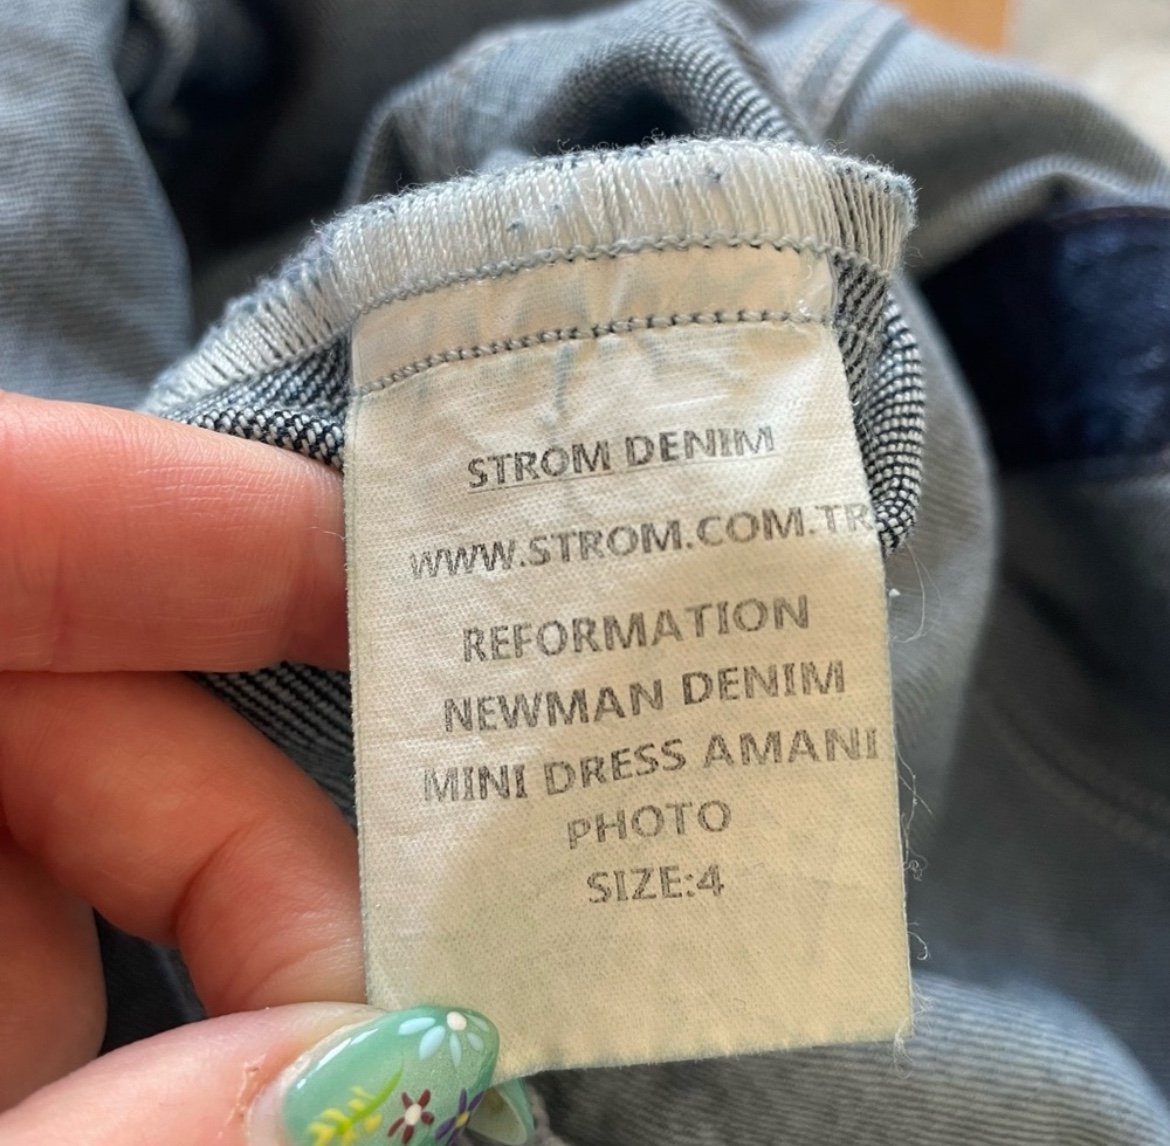 STROM DENIM
WWW.STROM.COM.TR
REFORMATION
NEWMAN DENIM
MINI DRESS AMANI
PHOTO
SIZE:4